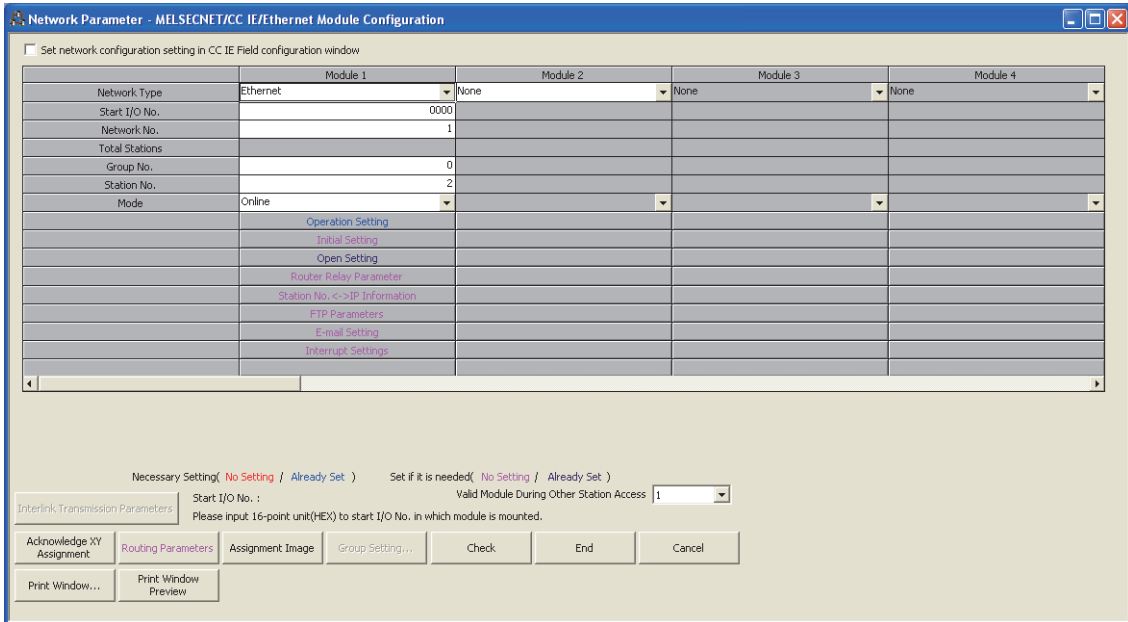 Network Parameter - MELSECNET/CC IE/Ethernet Module Configuration
Set network configuration setting in CC IE Field configuration window
Module 1 Module 2 Module 3 Module 4
Network Type Ethernet None None None
Start I/O No. 0000
Network No. 1
Total Stations
Group No. 0
Station No. 2
Mode Online
Operation Setting
Initial Setting
Open Setting
Router Relay Parameter
Station No.<->IP Information
FTP Parameters
E-mail Setting
Interrupt Settings
Necessary Setting( No Setting / Already Set ) Set if it is needed( No Setting / Already Set )
Interlink Transmission Parameters
Start I/O No. : Valid Module During Other Station Access 1
Please input 16-point unit(HEX) to start I/O No. in which module is mounted.
Acknowledge XY
Assignment
Routing Parameters Assignment Image Group Setting... Check End Cancel
Print Window...
Print Window
Preview